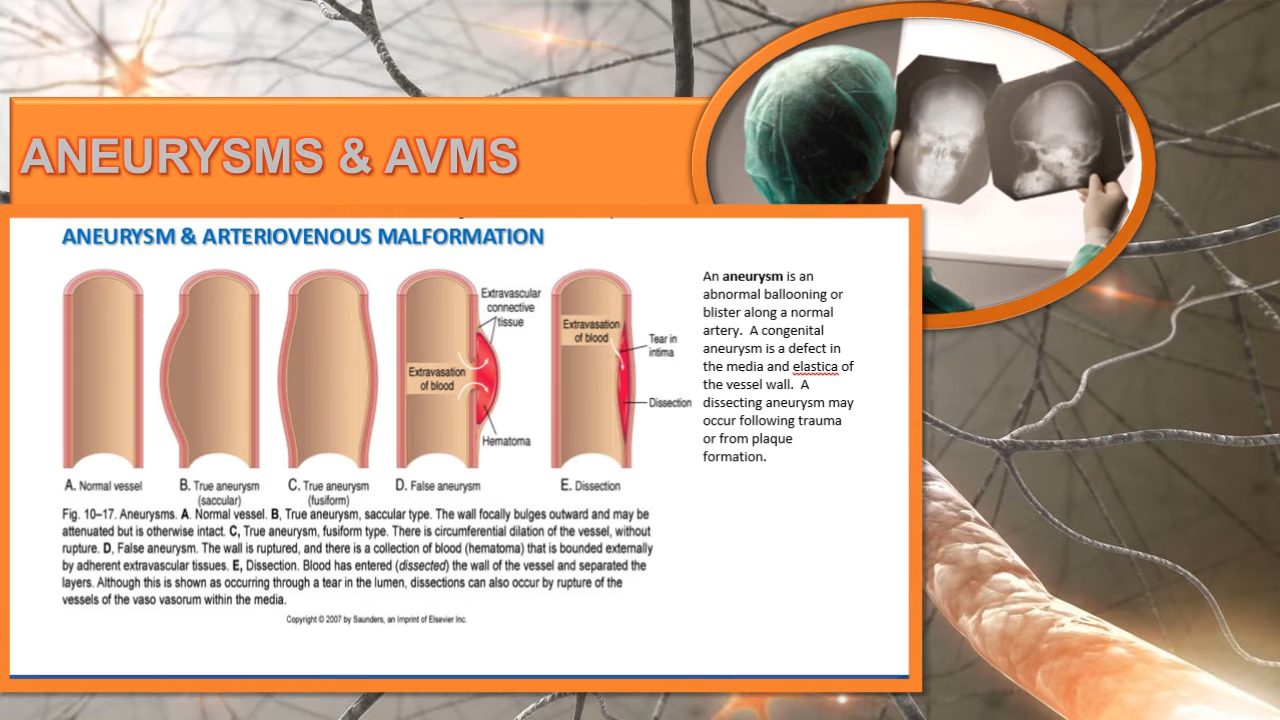 ANEURYSMS & AVMS
ANEURYSM & ARTERIOVENOUS MALFORMATION
Extravascular
connective
tissue
Extravasation
of blood
Hematoma
Extravasation
of blood
Tear in
intima
Dissection
A. Normal vessel
B. True aneurysm
(saccular)
C. True aneurysm
(fusiform)
D. False aneurysm
E. Dissection
Fig. 10–17. Aneurysms. A. Normal vessel. B, True aneurysm, saccular type. The wall focally bulges outward and may be
attenuated but is otherwise intact. C, True aneurysm, fusiform type. There is circumferential dilation of the vessel, without
rupture. D, False aneurysm. The wall is ruptured, and there is a collection of blood (hematoma) that is bounded externally
by adherent extravascular tissues. E, Dissection. Blood has entered (dissected) the wall of the vessel and separated the
layers. Although this is shown as occurring through a tear in the lumen, dissections can also occur by rupture of the
vessels of the vaso vasorum within the media.
Copyright © 2007 by Saunders, an Imprint of Elsevier Inc.
An aneurysm is an
abnormal ballooning or
blister along a normal
artery. A congenital
aneurysm is a defect in
the media and elastica of
the vessel wall. A
dissecting aneurysm may
occur following trauma
or from plaque
formation.